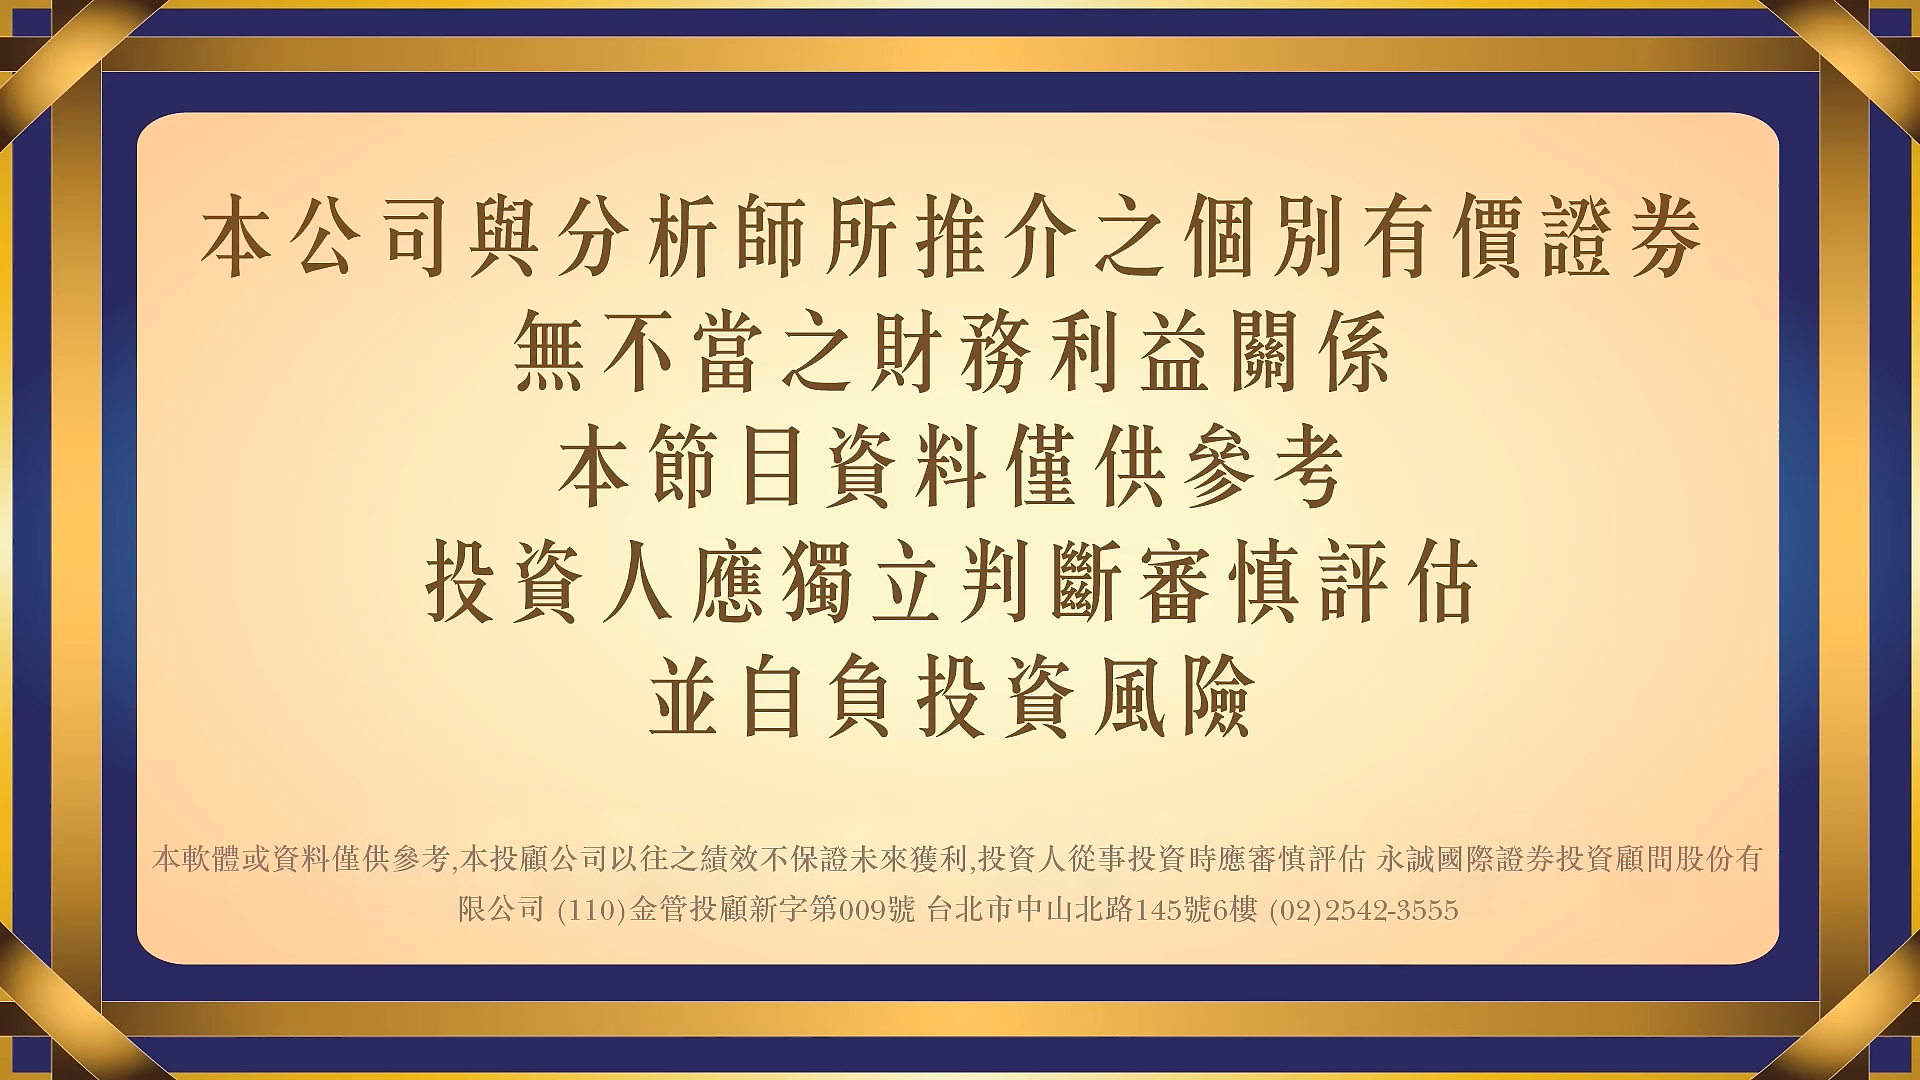 本公司與分析師所推介之個別有價證券
無不當之財務利益關係
本節目資料僅供參考
投資人應獨立判斷審慎評估
並自負投資風險
本軟體或資料僅供參考,本投顧公司以往之績效不保證未來獲利,投資人從事投資時應審慎評估 永誠國際證券投資顧問股份有
限公司 (110)金管投顧新字第009號 台北市中山北路145號6樓 (02)2542-3555